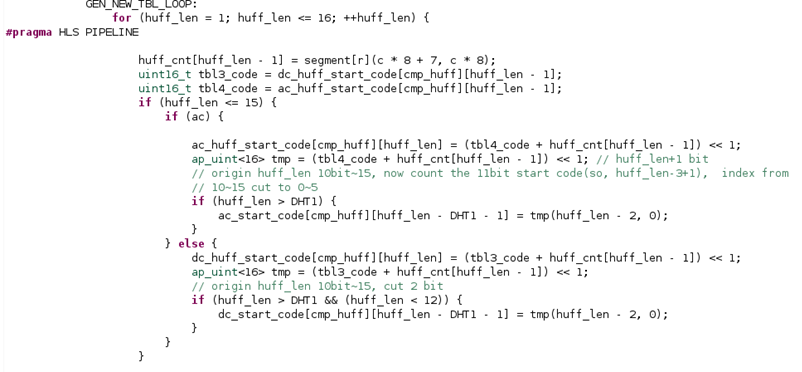 GEN_NEW_TBL_LOOP:
for (huff_len = 1; huff_len <= 16; ++huff_len) {
#pragma HLS PIPELINE
huff_cnt[huff_len - 1] = segment[r](c * 8 + 7, c * 8);
uint16_t tbl3_code = dc_huff_start_code[cmp_huff][huff_len - 1];
uint16_t tbl4_code = ac_huff_start_code[cmp_huff][huff_len - 1];
if (huff_len <= 15) {
if (ac) {
ac_huff_start_code[cmp_huff][huff_len] = (tbl4_code + huff_cnt[huff_len - 1]) << 1;
ap_uint<16> tmp = (tbl4_code + huff_cnt[huff_len - 1]) << 1; // huff_len+1 bit
// origin huff_len 10bit~15, now count the 11bit start code(so, huff_len-3+1),  index from
// 10~15 cut to 0~5
if (huff_len > DHT1) {
ac_start_code[cmp_huff][huff_len - DHT1 - 1] = tmp(huff_len - 2, 0);
}
} else {
dc_huff_start_code[cmp_huff][huff_len] = (tbl3_code + huff_cnt[huff_len - 1]) << 1;
ap_uint<16> tmp = (tbl3_code + huff_cnt[huff_len - 1]) << 1;
// origin huff_len 10bit~15, cut 2 bit
if (huff_len > DHT1 && (huff_len < 12)) {
dc_start_code[cmp_huff][huff_len - DHT1 - 1] = tmp(huff_len - 2, 0);
}
}
}